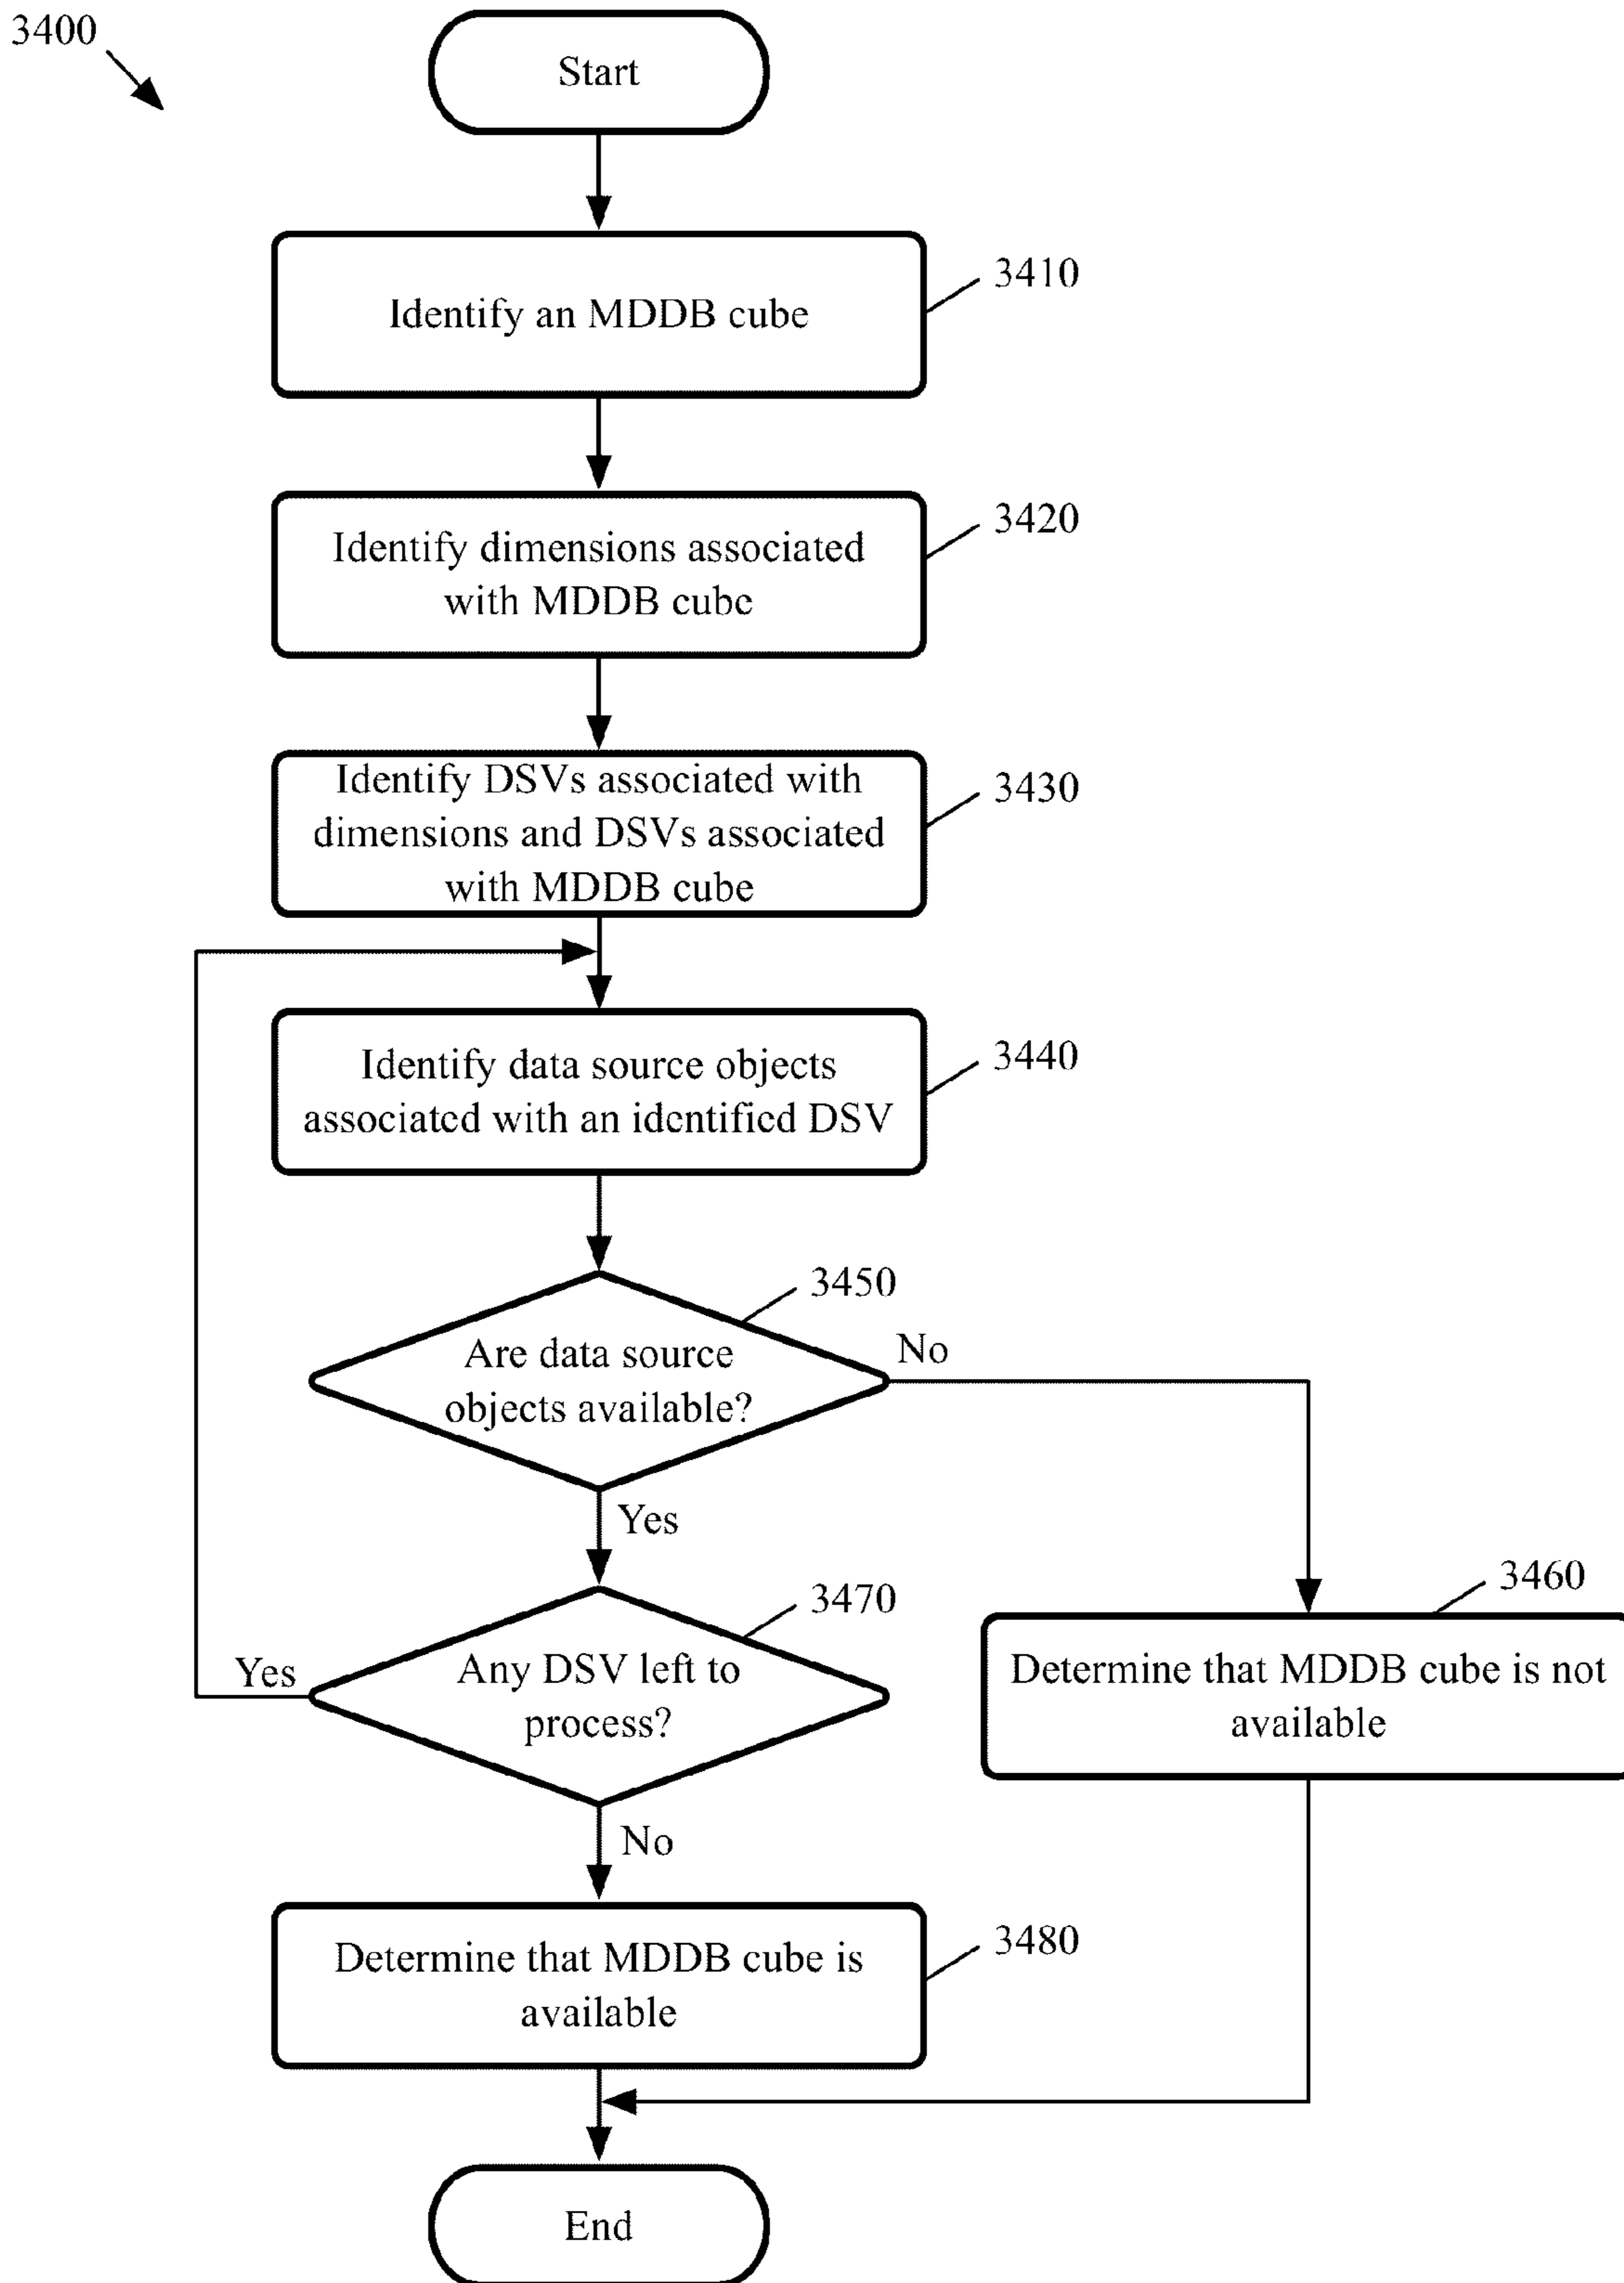 3400
Start
Identify an MDDB cube
3410
Identify dimensions associated
with MDDB cube
3420
Identify DSVs associated with
dimensions and DSVs associated
with MDDB cube
3430
Identify data source objects
associated with an identified DSV
3440
3450
Are data source
objects available?
No
Yes
3470
Any DSV left to
process?
Yes
No
3460
Determine that MDDB cube is not
available
Determine that MDDB cube is
available
3480
End